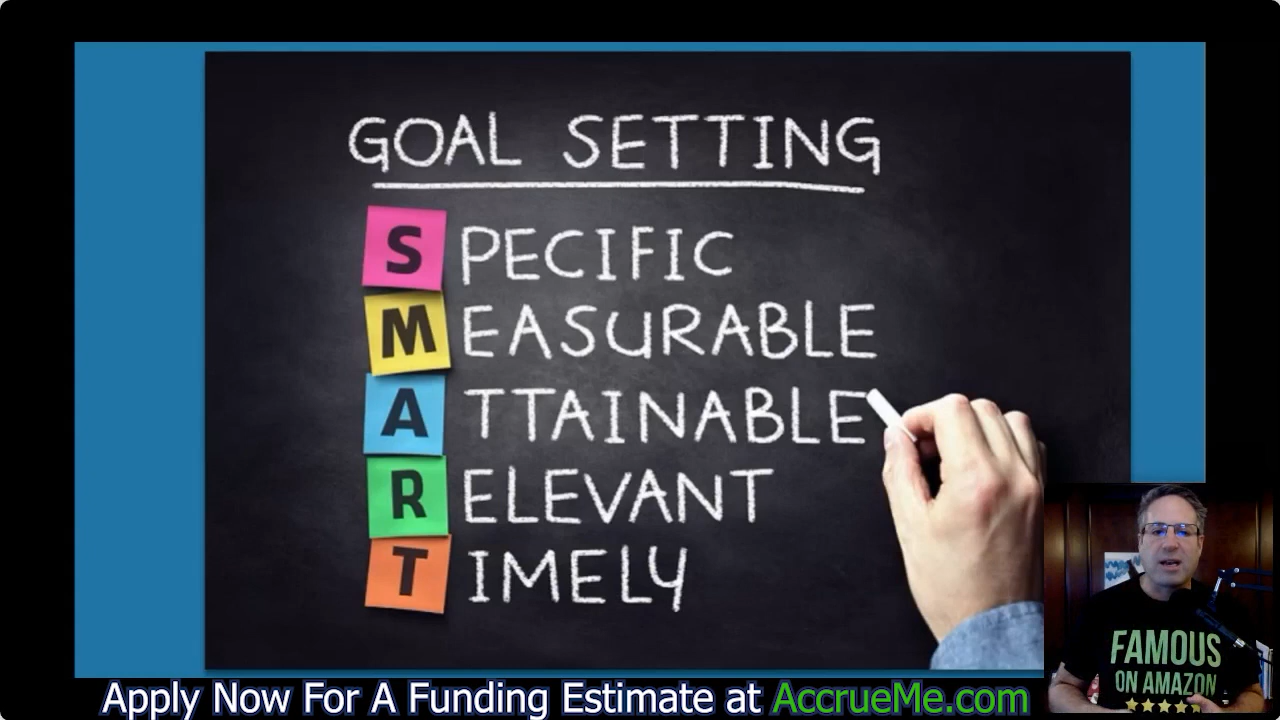 GOAL SETTING
SPECIFIC
MEASURABLE
ATTAINABLE
RELEVANT
TIMELY
FAMOUS
ON AMAZON
Apply Now For A Funding Estimate at AccrueMe.com